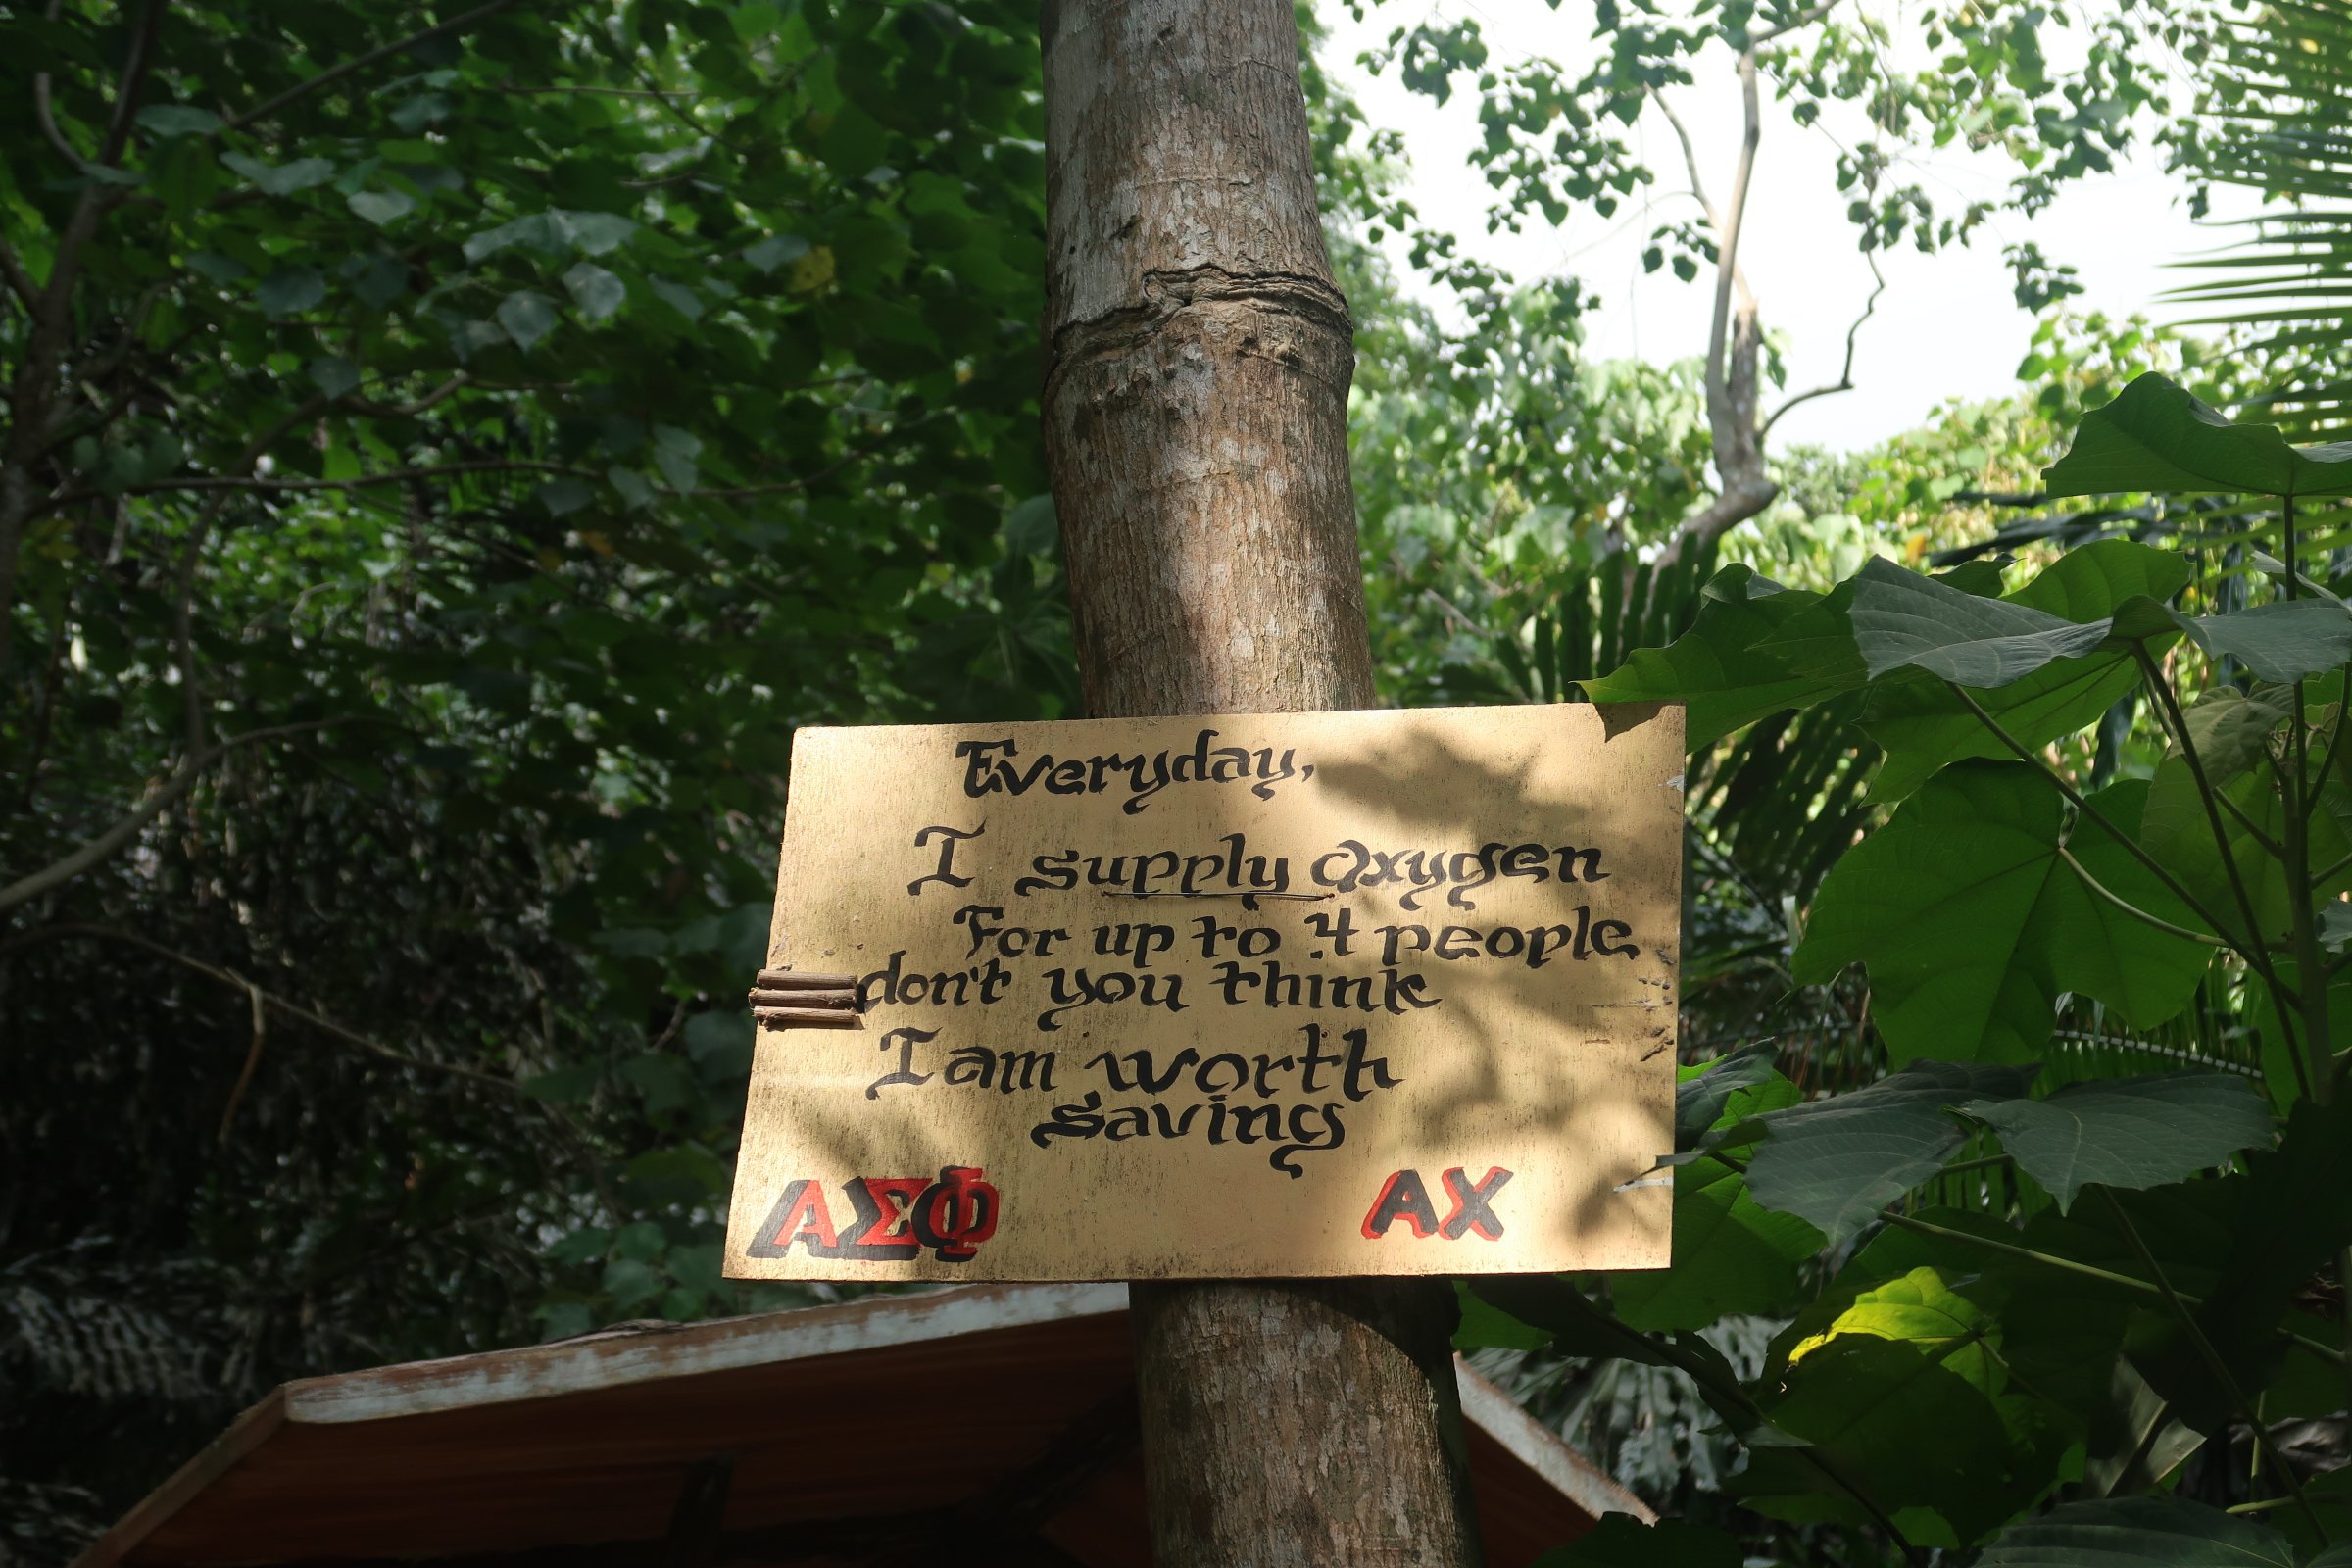 Everyday,
I supply oxygen
For up to 4 people
don't you think
I am worth
saving
ΑΣΦ ΑΧ